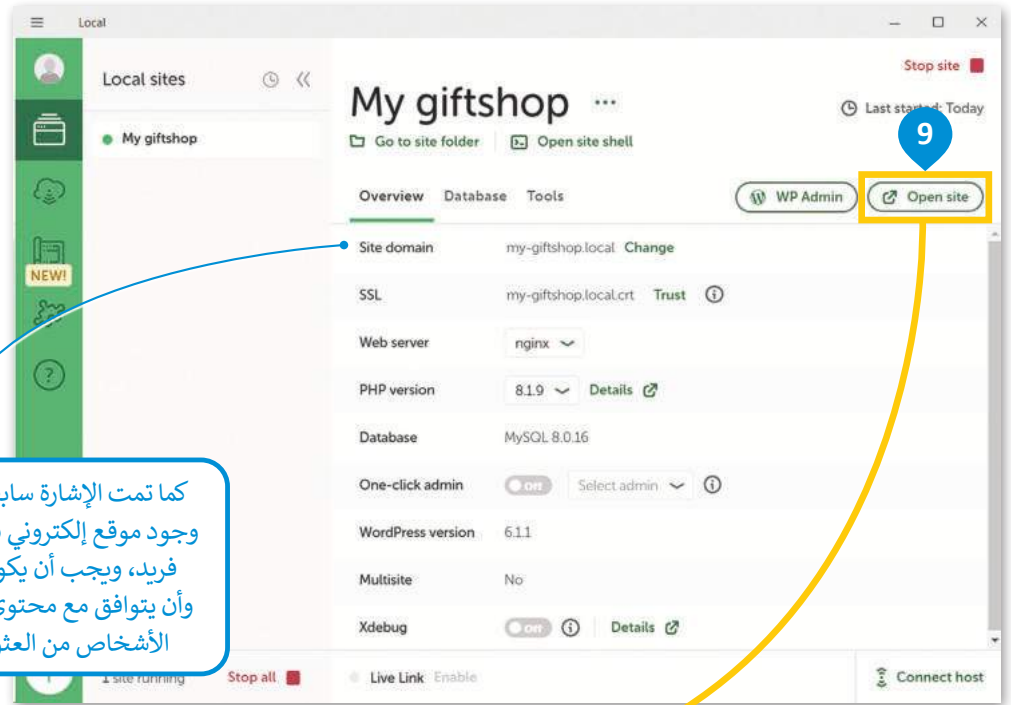 Local
Local sites
My giftshop
NEW!
My giftshop ...
Stop site
Last started: Today
Go to site folder
Open site shell
9
Overview Database Tools
WP Admin
Open site
Site domain my-giftshop.local Change
SSL my-giftshop.local.crt Trust
Web server nginx
PHP version 8.1.9 Details
Database MySQL 8.0.16
One-click admin Off Select admin
WordPress version 6.1.1
Multisite No
Xdebug Off Details
كما تمت الإشارة
وجود موقع إلكتروني
فريد، ويجب أن
وأن يتوافق مع
الأشخاص من
1 site running Stop all
Live Link Enable
Connect host